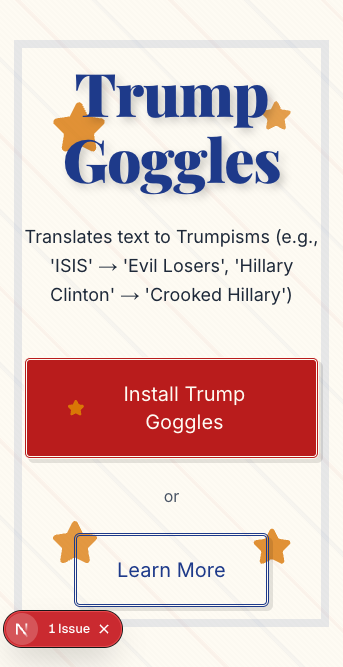 Trump
Goggles
Translates text to Trumpisms (e.g.,
'ISIS' → 'Evil Losers', 'Hillary
Clinton' → 'Crooked Hillary')
Install Trump
Goggles
or
Learn More
N 1 Issue ×